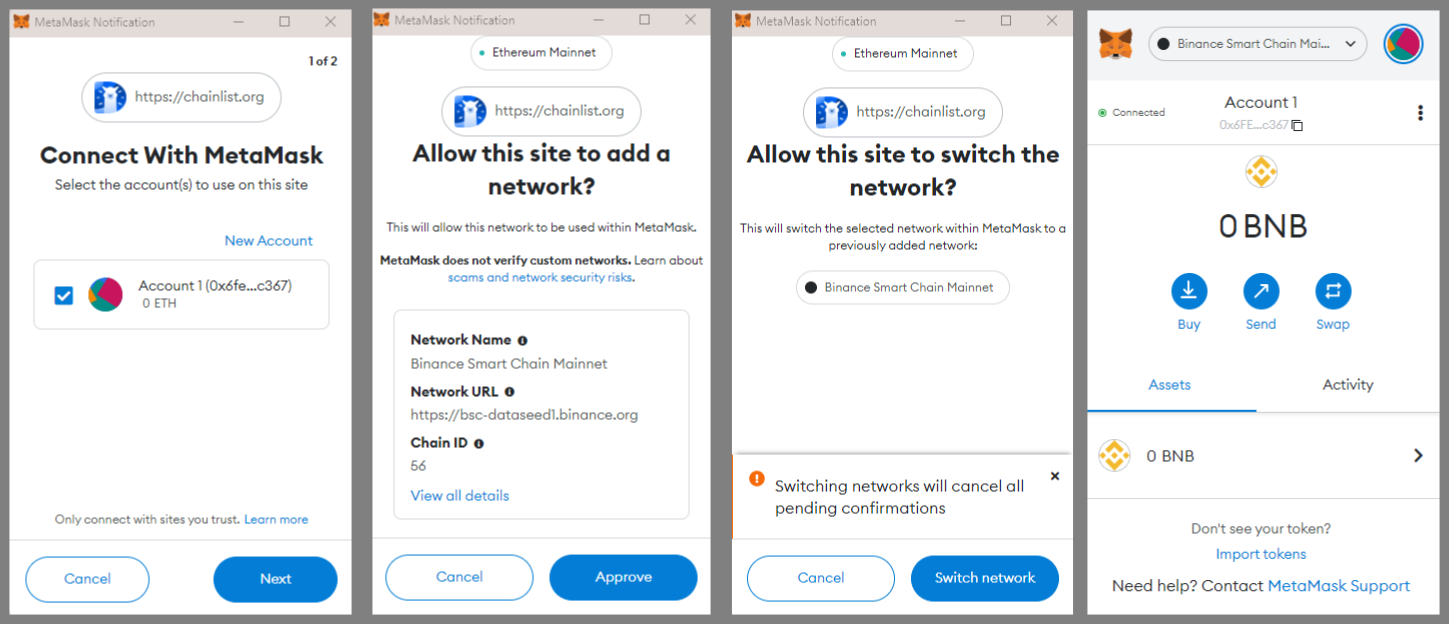 MetaMask Notification
1 of 2
https://chainlist.org
Connect With MetaMask
Select the account(s) to use on this site
New Account
Account 1 (0x6fe...c367)
0 ETH
Only connect with sites you trust. Learn more
Cancel
Next
MetaMask Notification
Ethereum Mainnet
https://chainlist.org
Allow this site to add a
network?
This will allow this network to be used within MetaMask.
MetaMask does not verify custom networks. Learn about
scams and network security risks.
Network Name
Binance Smart Chain Mainnet
Network URL
https://bsc-dataseed1.binance.org
Chain ID
56
View all details
Cancel
Approve
MetaMask Notification
Ethereum Mainnet
https://chainlist.org
Allow this site to switch the
network?
This will switch the selected network within MetaMask to a
previously added network:
Binance Smart Chain Mainnet
Switching networks will cancel all
pending confirmations
Cancel
Switch network
Binance Smart Chain Mai...
Connected
Account 1
0x6FE...c367
0 BNB
Buy
Send
Swap
Assets
Activity
0 BNB
Don't see your token?
Import tokens
Need help? Contact MetaMask Support